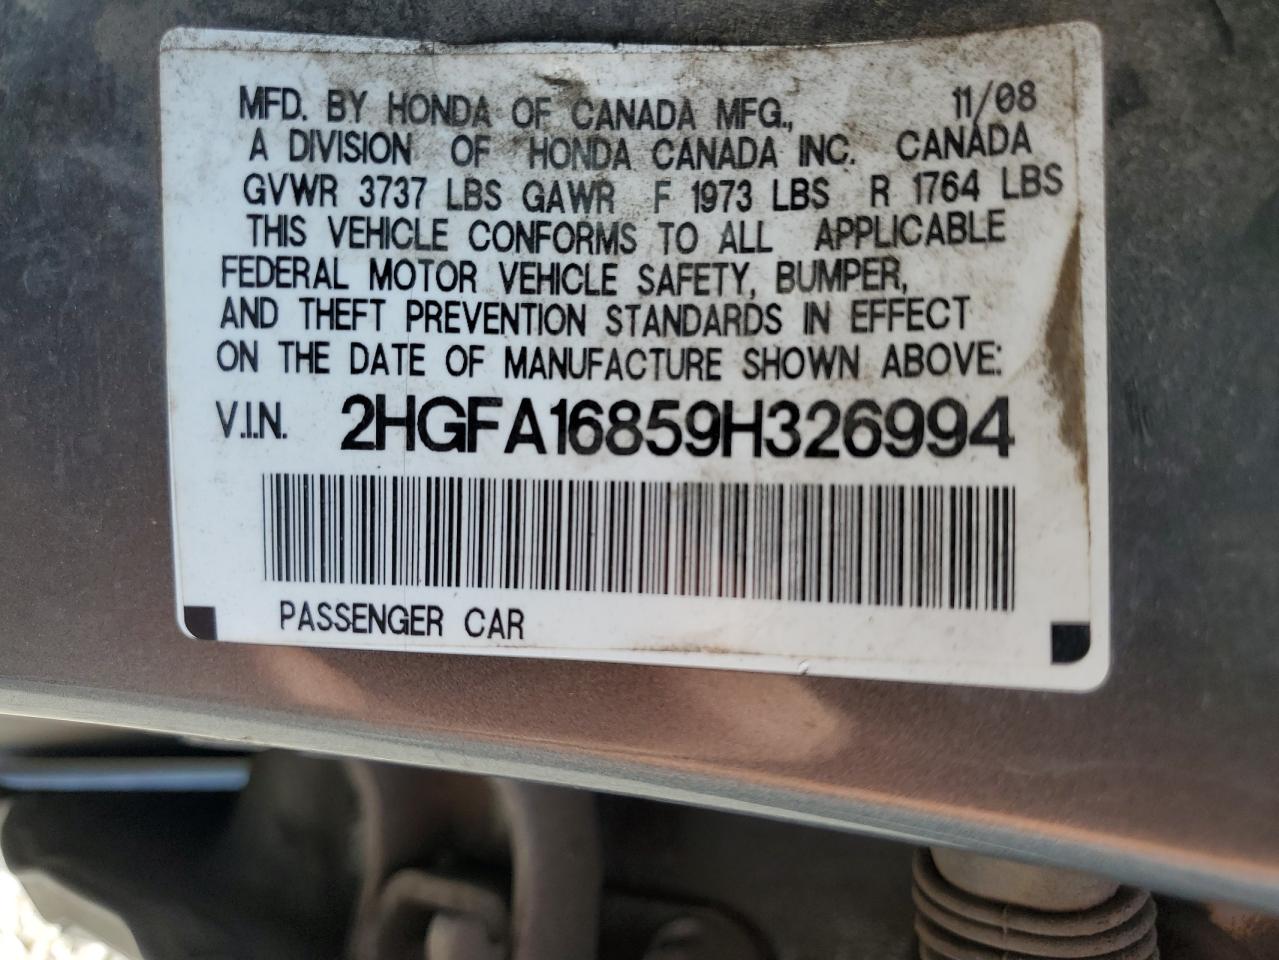 MFD. BY HONDA OF CANADA MFG., 11/08
A DIVISION OF HONDA CANADA INC. CANADA
GVWR 3737 LBS GAWR F 1973 LBS R 1764 LBS
THIS VEHICLE CONFORMS TO ALL APPLICABLE
FEDERAL MOTOR VEHICLE SAFETY, BUMPER,
AND THEFT PREVENTION STANDARDS IN EFFECT
ON THE DATE OF MANUFACTURE SHOWN ABOVE:
V.I.N. 2HGFA16859H326994
PASSENGER CAR